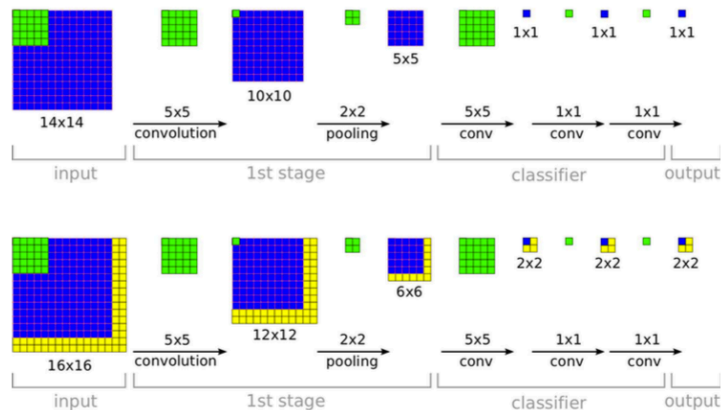 1x1 1x1 1x1
5x5
10x10
14x14
5x5 2x2 5x5 1x1 1x1
convolution pooling conv conv conv
input 1st stage classifier output
2x2 2x2 2x2
6x6
12x12
16x16
5x5 2x2 5x5 1x1 1x1
convolution pooling conv conv conv
input 1st stage classifier output